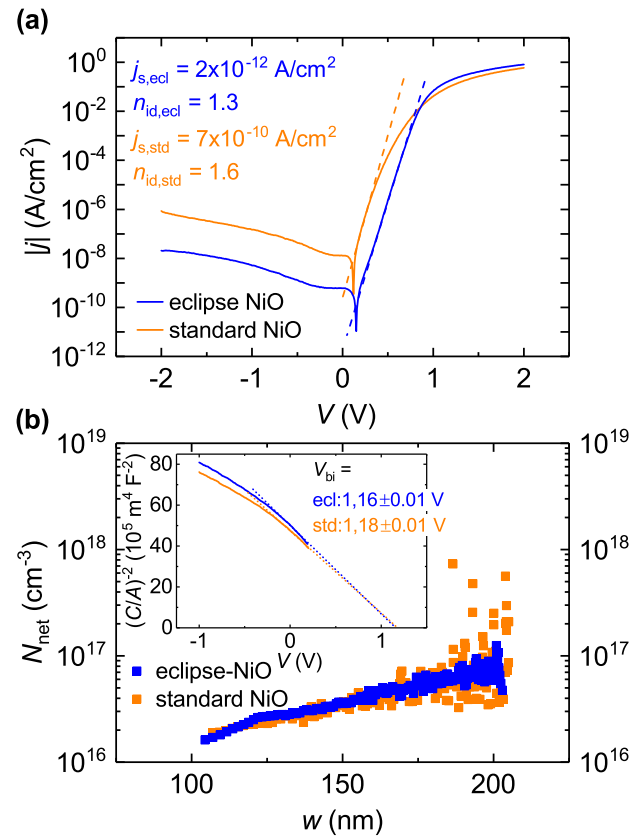 (a)
j_s,ecl = 2x10^-12 A/cm^2
n_id,ecl = 1.3
j_s,std = 7x10^-10 A/cm^2
n_id,std = 1.6
10^0
10^-2
10^-4
10^-6
10^-8
10^-10
10^-12
|j| (A/cm^2)
eclipse NiO
standard NiO
-2 -1 0 1 2
V (V)
(b)
10^19
10^18
10^17
10^16
N_net (cm^-3)
80
60
40
20
0
(C/A)^-2 (10^5 m^4 F^-2)
V_bi =
ecl:1,16±0.01 V
std:1,18±0.01 V
-1 0 1
V (V)
eclipse-NiO
standard NiO
10^19
10^18
10^17
10^16
100 150 200
w (nm)